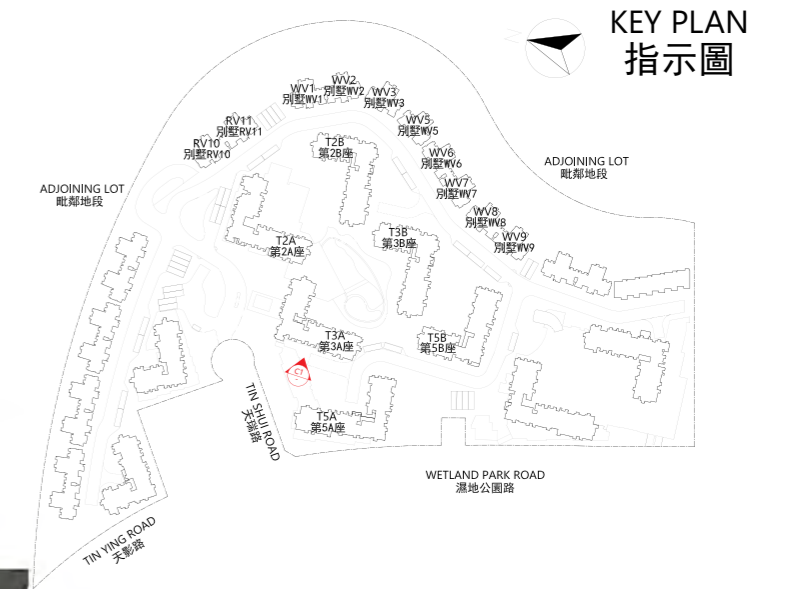 KEY PLAN
指示圖
WV1
別墅WV1
WV2
別墅WV2
WV3
別墅WV3
WV5
別墅WV5
RV11
別墅RV11
RV10
別墅RV10
T2B
第2B座
WV6
別墅WV6
ADJOINING LOT
毗鄰地段
ADJOINING LOT
毗鄰地段
WV7
別墅WV7
WV8
別墅WV8
WV9
別墅WV9
T3B
第3B座
T2A
第2A座
T3A
第3A座
T5B
第5B座
C1
T5A
第5A座
TIN SHUI ROAD
天瑞路
WETLAND PARK ROAD
濕地公園路
TIN YING ROAD
天影路